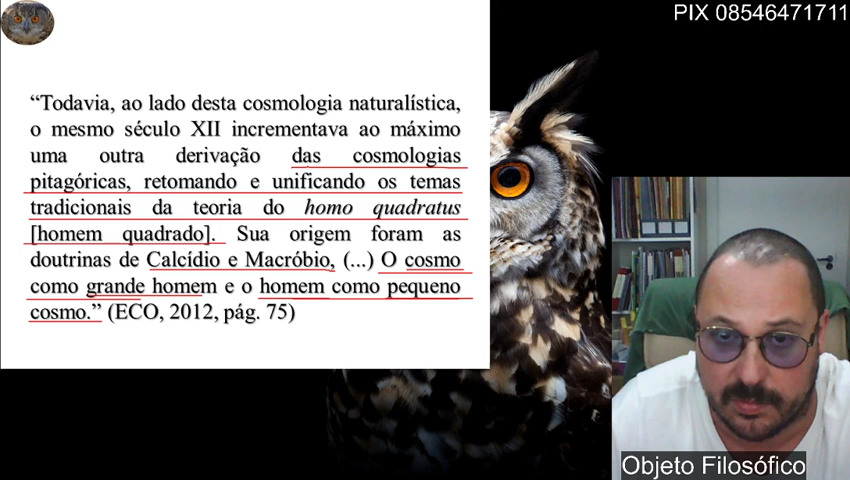 PIX 08546471711
“Todavia, ao lado desta cosmologia naturalística,
o mesmo século XII incrementava ao máximo
uma outra derivação das cosmologias
pitagóricas, retomando e unificando os temas
tradicionais da teoria do homo quadratus
[homem quadrado]. Sua origem foram as
doutrinas de Calcídio e Macróbio, (...) O cosmo
como grande homem e o homem como pequeno
cosmo.” (ECO, 2012, pág. 75)
Objeto Filosófico